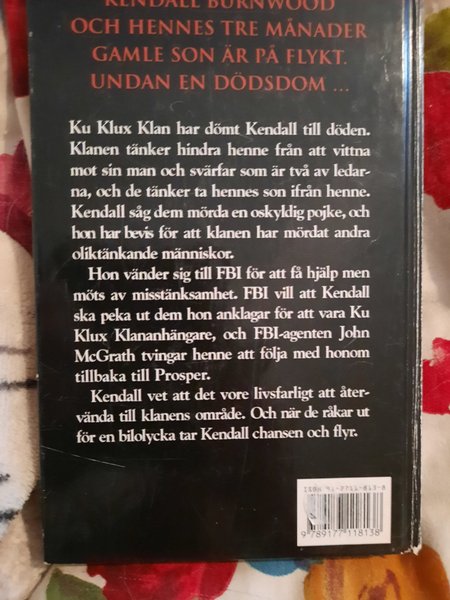 KENDALL BURNWOOD
OCH HENNES TRE MÅNADER
GAMLE SON ÄR PÅ FLYKT.
UNDAN EN DÖDSDOM ...
Ku Klux Klan har dömt Kendall till döden.
Klanen tänker hindra henne från att vittna
mot sin man och svärfar som är två av ledar-
na, och de tänker ta hennes son ifrån henne.
Kendall såg dem mörda en oskyldig pojke, och
hon har bevis för att klanen har mördat andra
oliktänkande människor.
Hon vänder sig till FBI för att få hjälp men
möts av misstänksamhet. FBI vill att Kendall
ska peka ut dem hon anklagar för att vara Ku
Klux Klananhängare, och FBI-agenten John
McGrath tvingar henne att följa med honom
tillbaka till Prosper.
Kendall vet att det vore livsfarligt att åter-
vända till klanens område. Och när de råkar ut
för en bilolycka tar Kendall chansen och flyr.
9 789177 118138